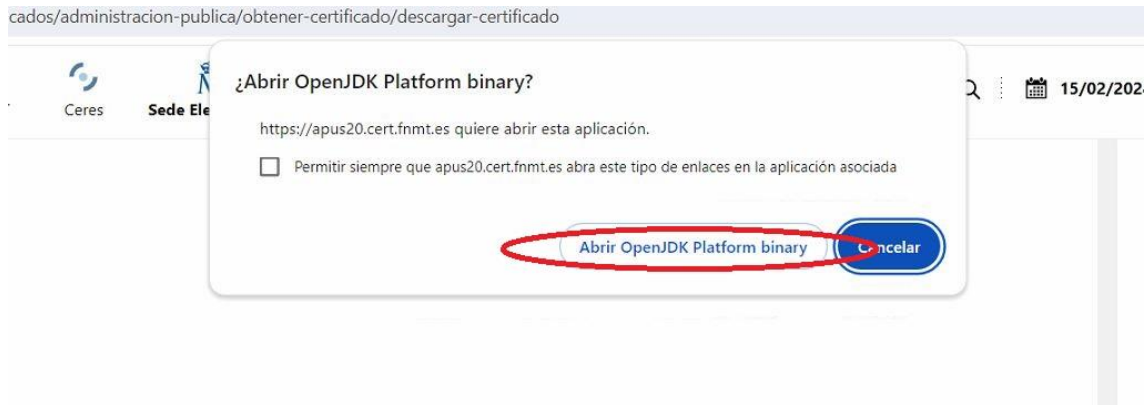 cados/administracion-publica/obtener-certificado/descargar-certificado
Ceres
Sede Ele
15/02/202
¿Abrir OpenJDK Platform binary?
https://apus20.cert.fnmt.es quiere abrir esta aplicación.
Permitir siempre que apus20.cert.fnmt.es abra este tipo de enlaces en la aplicación asociada
Abrir OpenJDK Platform binary
Cancelar